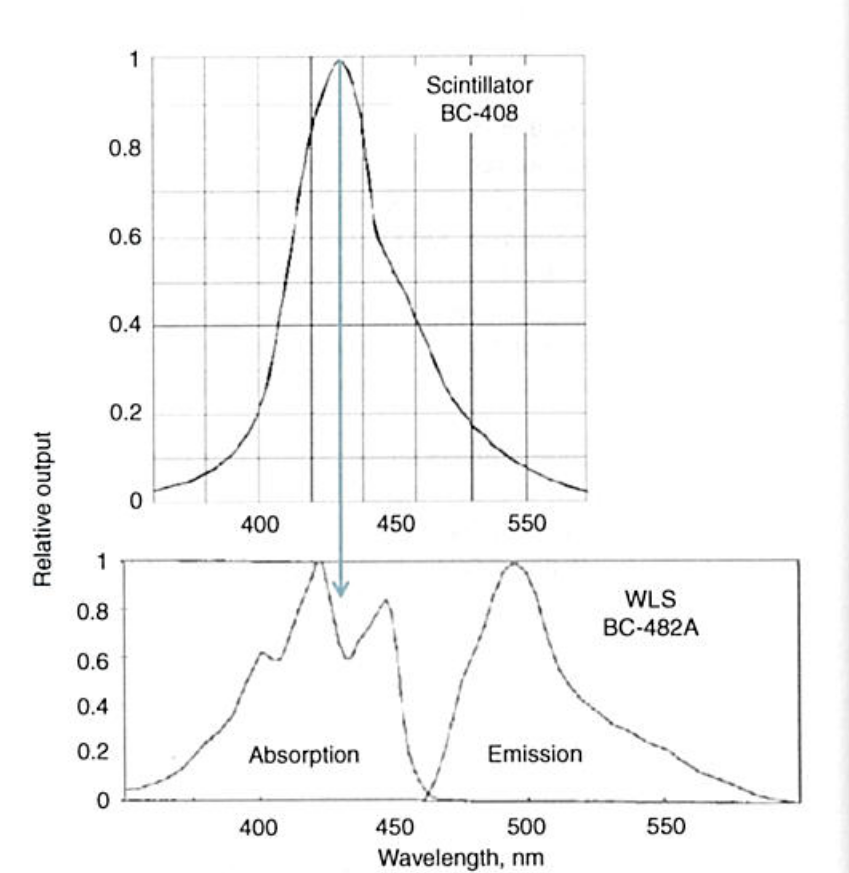 1
Scintillator
BC-408
0.8
0.6
0.4
0.2
0
400 450 550
Relative output
1
WLS
BC-482A
0.8
0.6
0.4
0.2
Absorption Emission
0
400 450 500 550
Wavelength, nm